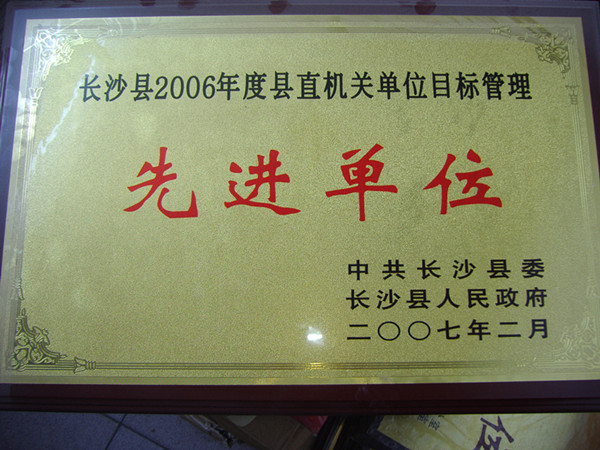 长沙县2006年度县直机关单位目标管理
先进单位
中共长沙县委
长沙县人民政府
二〇〇七年二月